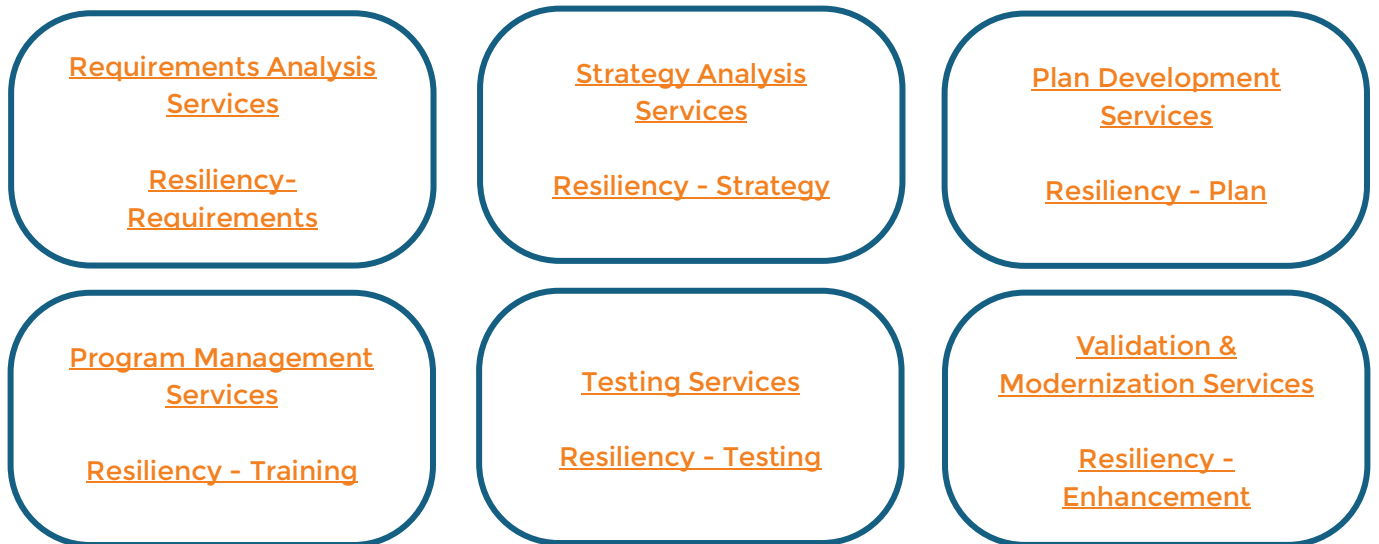 Requirements Analysis
Services
Resiliency-
Requirements
Strategy Analysis
Services
Resiliency - Strategy
Plan Development
Services
Resiliency - Plan
Program Management
Services
Resiliency - Training
Testing Services
Resiliency - Testing
Validation &
Modernization Services
Resiliency -
Enhancement